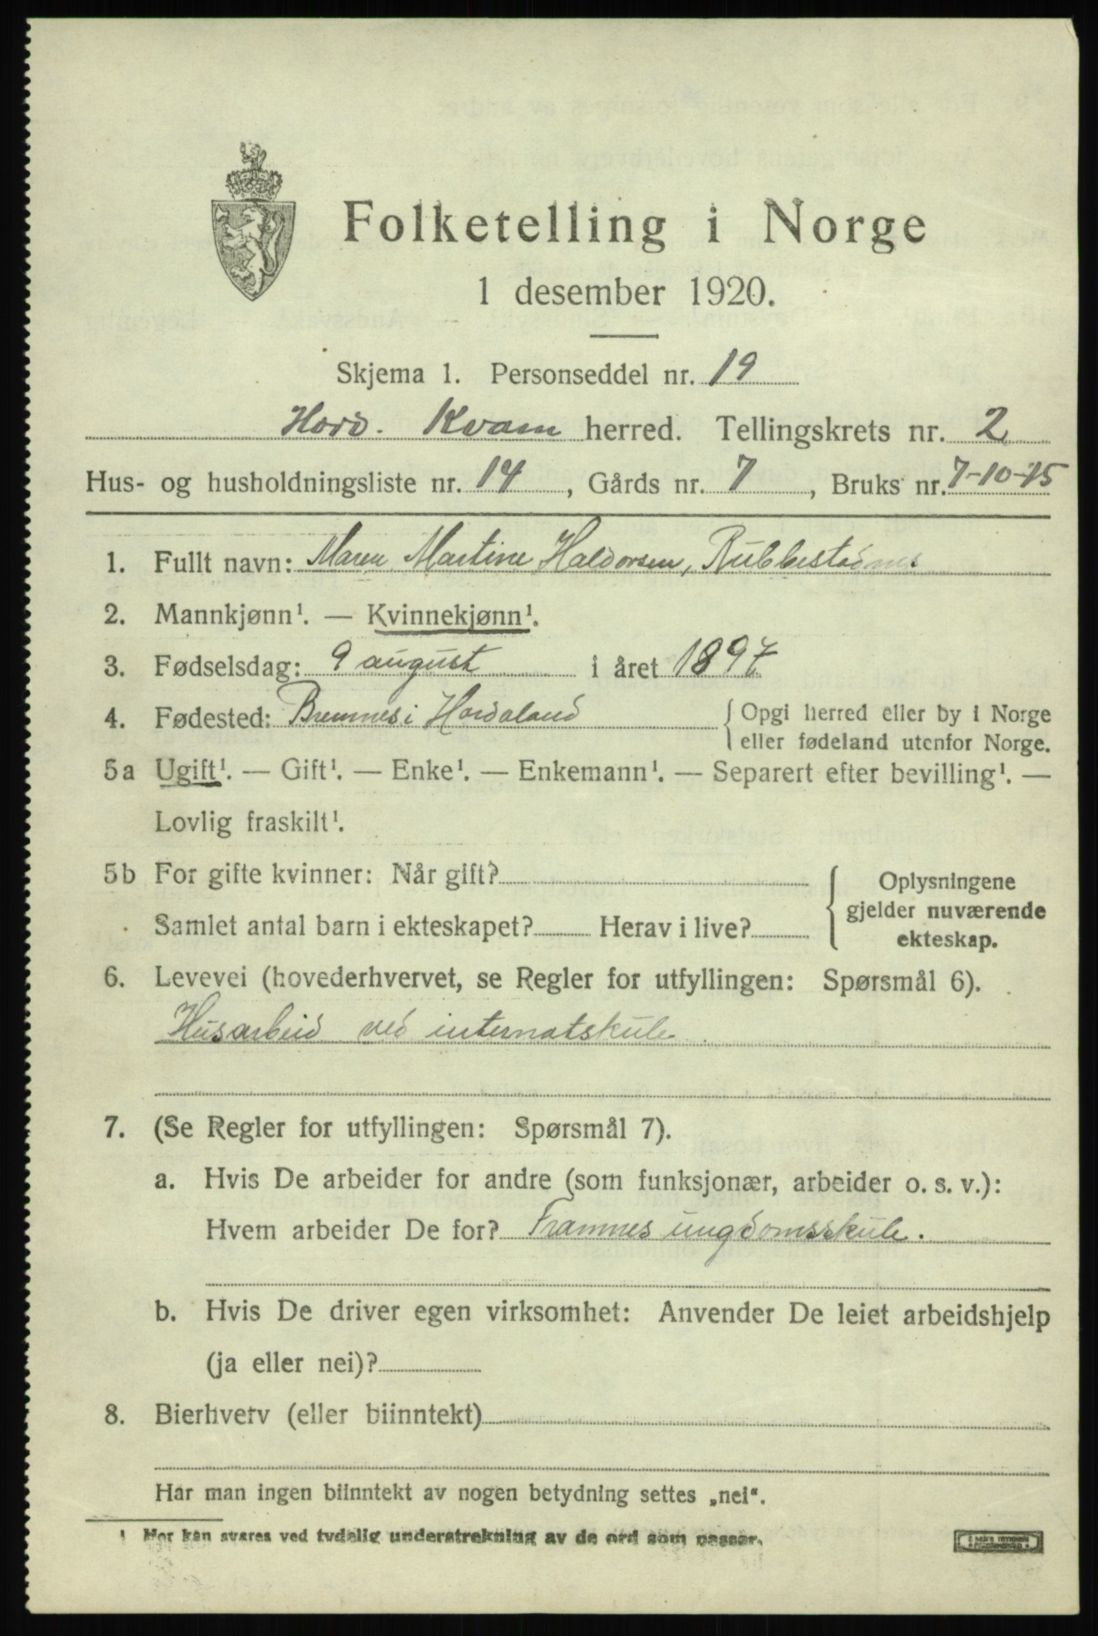 Folketelling i Norge
1 desember 1920.
Skjema 1. Personseddel nr. 19
Hord. Kvam herred. Tellingskrets nr. 2
Hus- og husholdningsliste nr. 14, Gårds nr. 7, Bruks nr. 7-10-15
1. Fullt navn: Maren Martine Haldorsen, Rubbestadnes
2. Mannkjønn¹. — Kvinnekjønn¹.
3. Fødselsdag: 9 august i året 1897
4. Fødested: Bremnes i Hordaland { Opgi herred eller by i Norge
eller fødeland utenfor Norge.
5a Ugift¹. — Gift¹. — Enke¹. — Enkemann¹. — Separert efter bevilling¹. —
Lovlig fraskilt¹.
5b For gifte kvinner: Når gift?
Samlet antal barn i ekteskapet? Herav i live?
{ Oplysningene
gjelder nuværende
ekteskap.
6. Levevei (hovederhvervet, se Regler for utfyllingen: Spørsmål 6).
Husarbeid ved internatskule
7. (Se Regler for utfyllingen: Spørsmål 7).
a. Hvis De arbeider for andre (som funksjonær, arbeider o. s. v.):
Hvem arbeider De for? Framnes ungdomsskule.
b. Hvis De driver egen virksomhet: Anvender De leiet arbeidshjelp
(ja eller nei)?
8. Bierhverv (eller biinntekt)
Har man ingen biinntekt av nogen betydning settes „nei“.
¹ Her kan svares ved tydelig understrekning av de ord som passer.